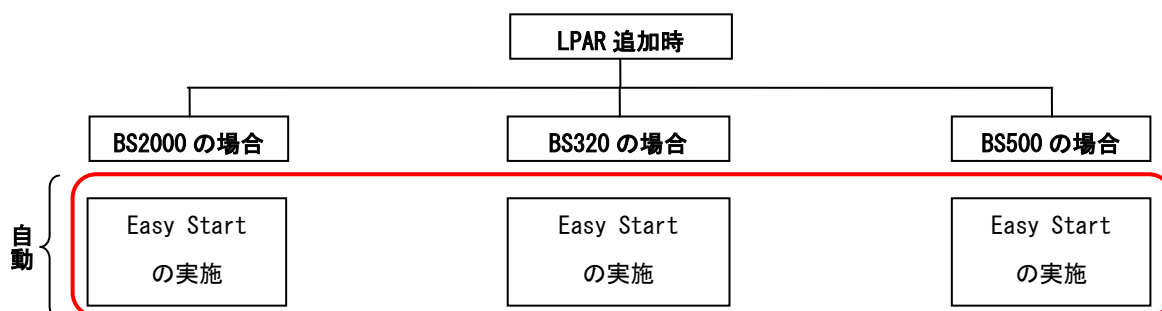 LPAR 追加時
BS2000 の場合
BS320 の場合
BS500 の場合
自動
Easy Start
の実施
Easy Start
の実施
Easy Start
の実施